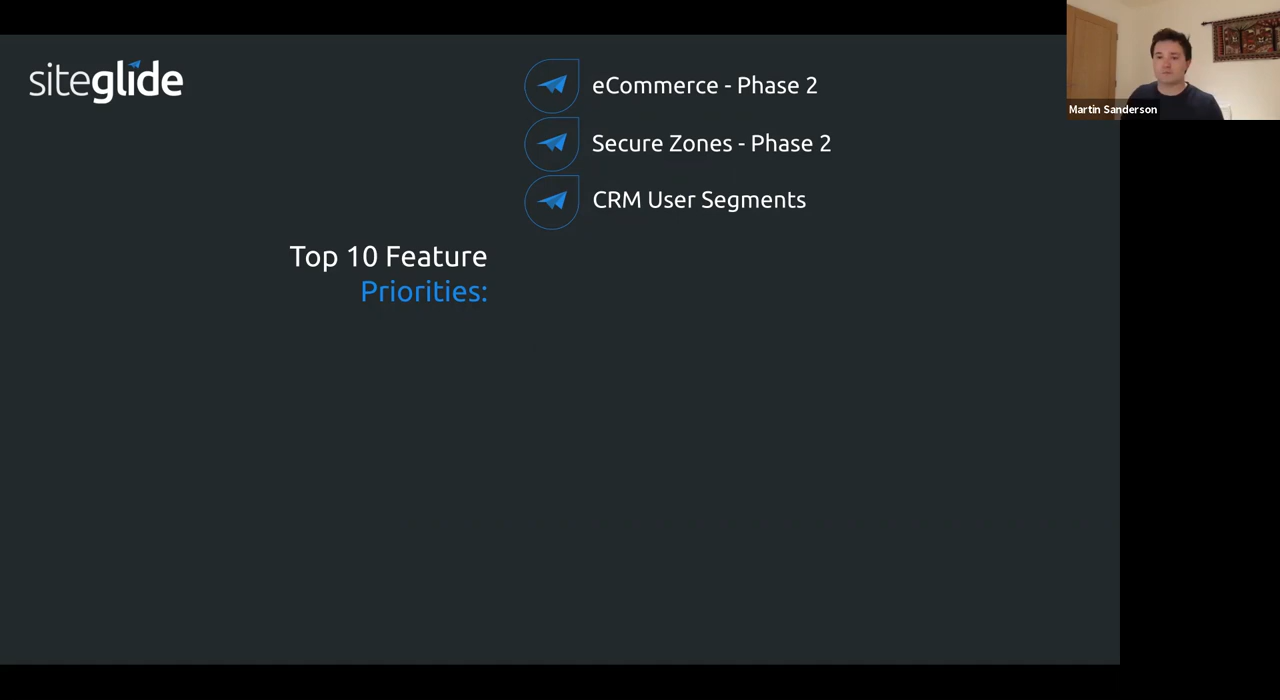 siteglide
eCommerce - Phase 2
Secure Zones - Phase 2
CRM User Segments
Top 10 Feature
Priorities:
Martin Sanderson